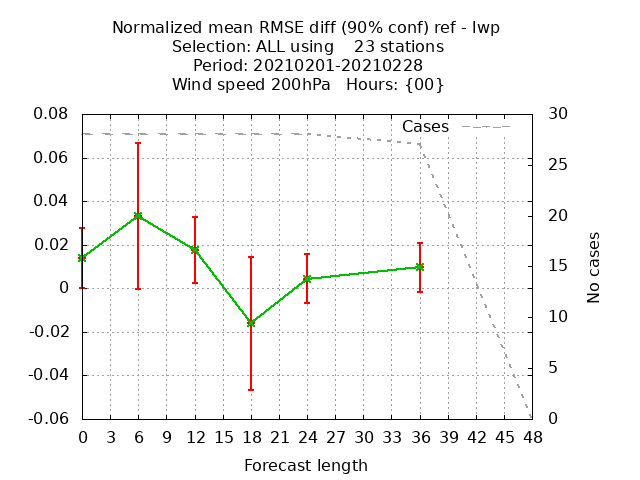 Normalized mean RMSE diff (90% conf) ref - lwp
Selection: ALL using    23 stations
Period: 20210201-20210228
Wind speed 200hPa   Hours: {00}
0.08
0.06
0.04
0.02
0
-0.02
-0.04
-0.06
Cases
30
25
20
15
10
5
0
No cases
0 3 6 9 12 15 18 21 24 27 30 33 36 39 42 45 48
Forecast length